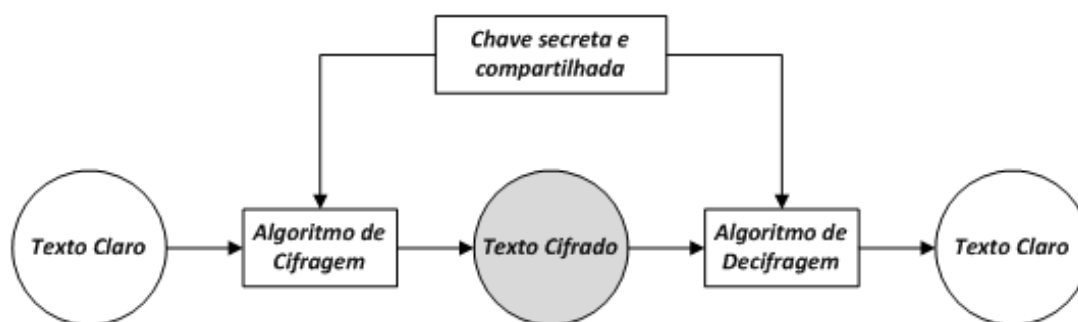 Chave secreta e
compartilhada
Texto Claro
Algoritmo de
Cifragem
Texto Cifrado
Algoritmo de
Decifragem
Texto Claro